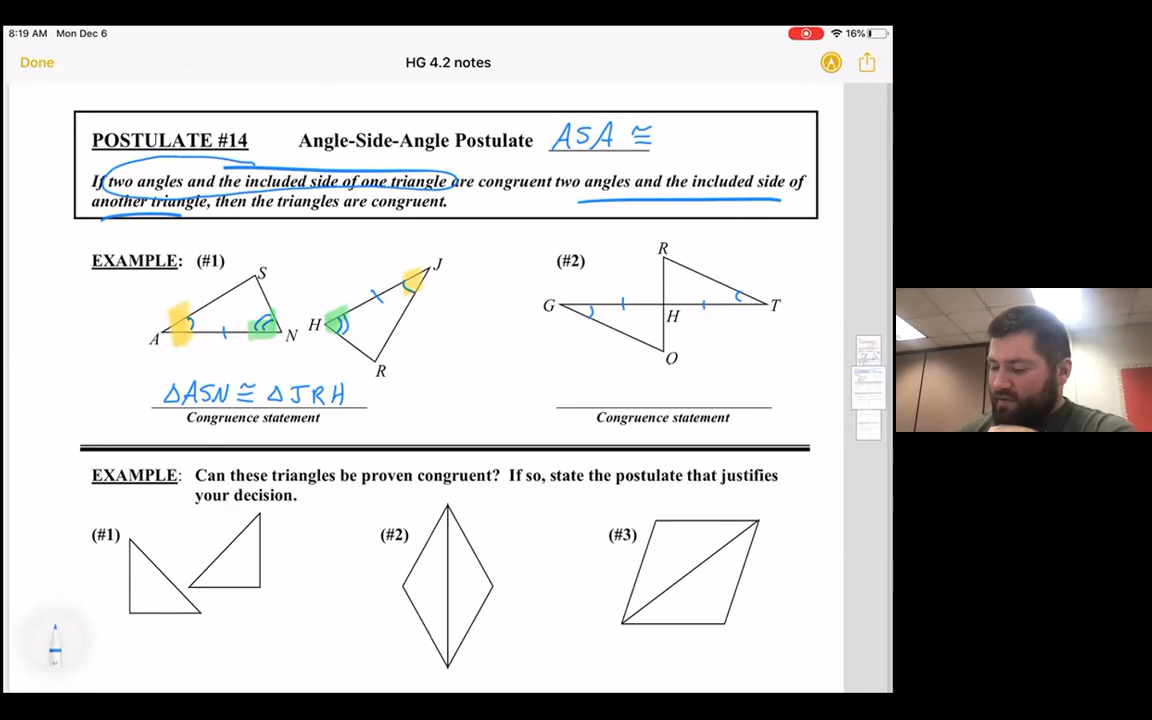 8:19 AM Mon Dec 6
16%
Done
HG 4.2 notes
POSTULATE #14 Angle-Side-Angle Postulate ASA ≅
If two angles and the included side of one triangle are congruent two angles and the included side of
another triangle, then the triangles are congruent.
EXAMPLE: (#1)
S
A
N
H
J
R
△ASN ≅ △JRH
Congruence statement
(#2)
R
G
H
T
O
Congruence statement
EXAMPLE: Can these triangles be proven congruent? If so, state the postulate that justifies
your decision.
(#1)
(#2)
(#3)